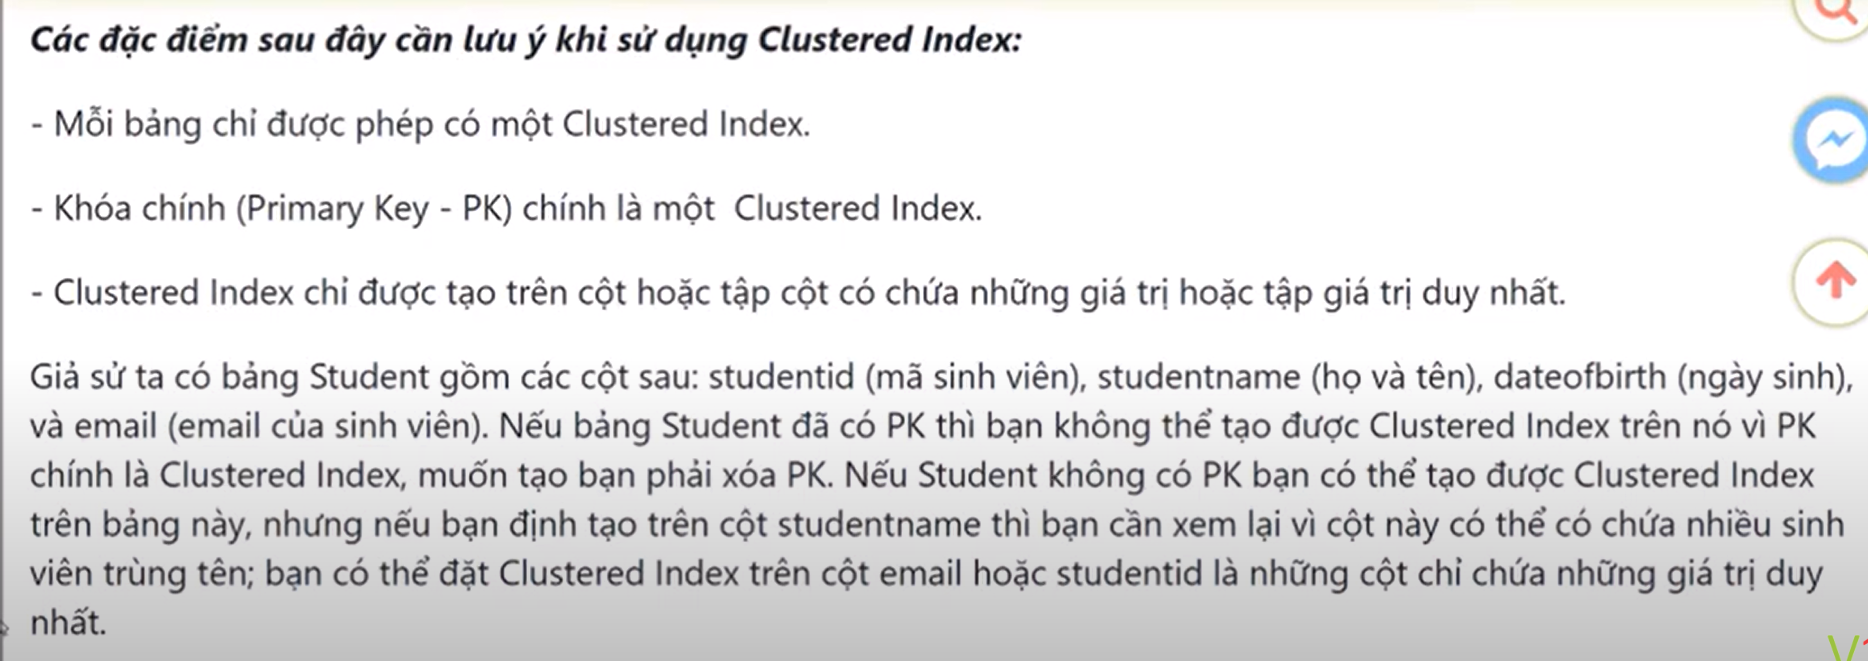 Các đặc điểm sau đây cần lưu ý khi sử dụng Clustered Index:
- Mỗi bảng chỉ được phép có một Clustered Index.
- Khóa chính (Primary Key - PK) chính là một Clustered Index.
- Clustered Index chỉ được tạo trên cột hoặc tập cột có chứa những giá trị hoặc tập giá trị duy nhất.
Giả sử ta có bảng Student gồm các cột sau: studentid (mã sinh viên), studentname (họ và tên), dateofbirth (ngày sinh),
và email (email của sinh viên). Nếu bảng Student đã có PK thì bạn không thể tạo được Clustered Index trên nó vì PK
chính là Clustered Index, muốn tạo bạn phải xóa PK. Nếu Student không có PK bạn có thể tạo được Clustered Index
trên bảng này, nhưng nếu bạn định tạo trên cột studentname thì bạn cần xem lại vì cột này có thể có chứa nhiều sinh
viên trùng tên; bạn có thể đặt Clustered Index trên cột email hoặc studentid là những cột chỉ chứa những giá trị duy
nhất.